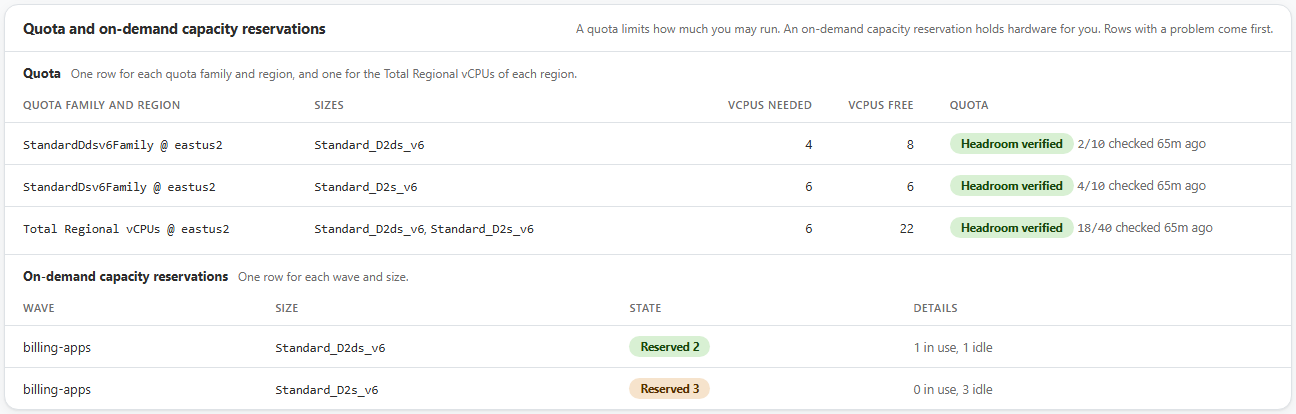 Quota and on-demand capacity reservations
A quota limits how much you may run. An on-demand capacity reservation holds hardware for you. Rows with a problem come first.
Quota One row for each quota family and region, and one for the Total Regional vCPUs of each region.
QUOTA FAMILY AND REGION SIZES VCPUS NEEDED VCPUS FREE QUOTA
StandardDdsv6Family @ eastus2 Standard_D2ds_v6 4 8 Headroom verified 2/10 checked 65m ago
StandardDsv6Family @ eastus2 Standard_D2s_v6 6 6 Headroom verified 4/10 checked 65m ago
Total Regional vCPUs @ eastus2 Standard_D2ds_v6, Standard_D2s_v6 6 22 Headroom verified 18/40 checked 65m ago
On-demand capacity reservations One row for each wave and size.
WAVE SIZE STATE DETAILS
billing-apps Standard_D2ds_v6 Reserved 2 1 in use, 1 idle
billing-apps Standard_D2s_v6 Reserved 3 0 in use, 3 idle